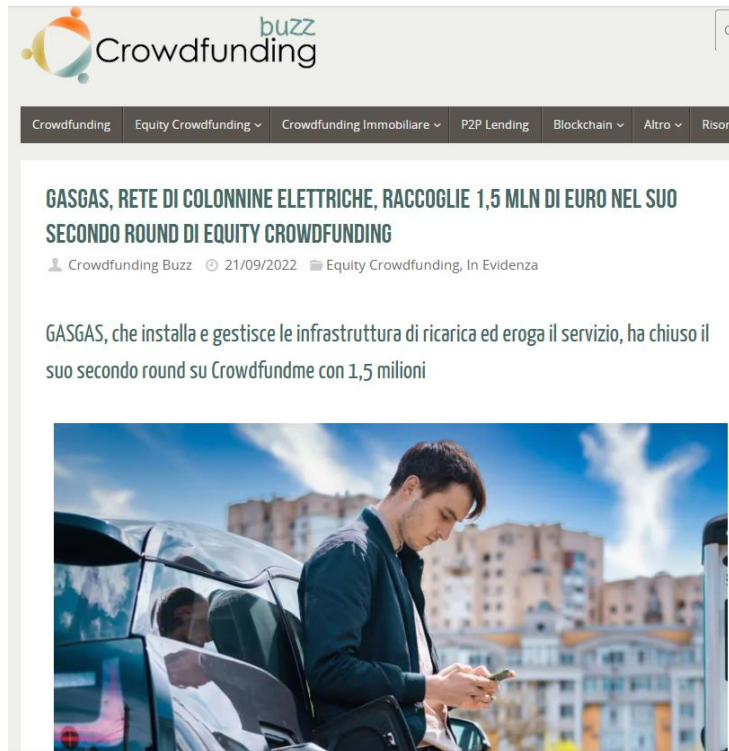 buzz
Crowdfunding
Crowdfunding Equity Crowdfunding Crowdfunding Immobiliare P2P Lending Blockchain Altro
GASGAS, RETE DI COLONNINE ELETTRICHE, RACCOGLIE 1,5 MLN DI EURO NEL SUO
SECONDO ROUND DI EQUITY CROWDFUNDING
Crowdfunding Buzz 21/09/2022 Equity Crowdfunding, In Evidenza
GASGAS, che installa e gestisce le infrastruttura di ricarica ed eroga il servizio, ha chiuso il
suo secondo round su Crowdfundme con 1,5 milioni